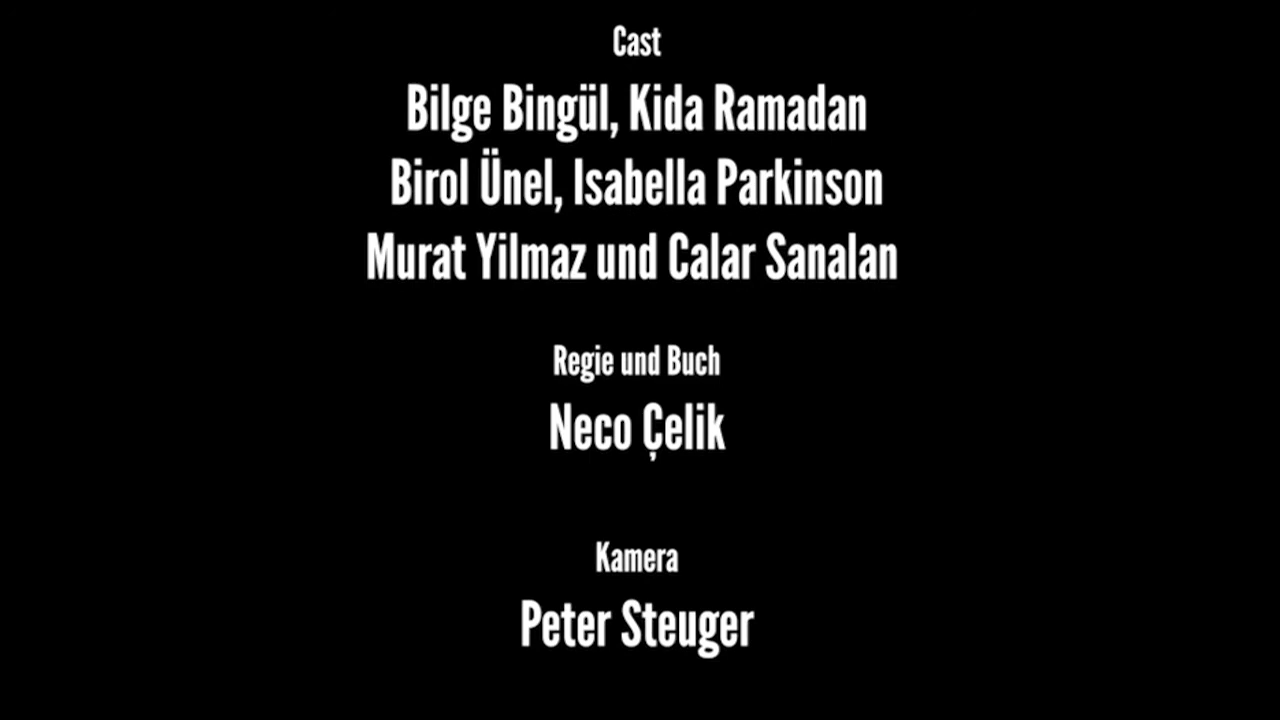 Cast
Bilge Bingül, Kida Ramadan
Birol Ünel, Isabella Parkinson
Murat Yilmaz und Calar Sanalan
Regie und Buch
Neco Çelik
Kamera
Peter Steuger